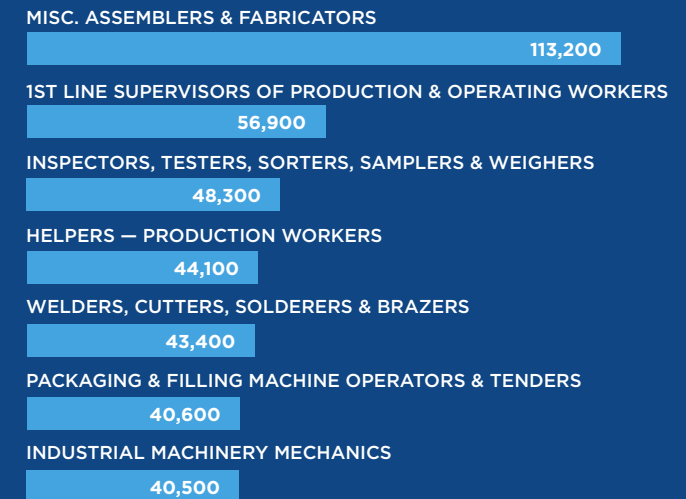 MISC. ASSEMBLERS & FABRICATORS
113,200
1ST LINE SUPERVISORS OF PRODUCTION & OPERATING WORKERS
56,900
INSPECTORS, TESTERS, SORTERS, SAMPLERS & WEIGHERS
48,300
HELPERS — PRODUCTION WORKERS
44,100
WELDERS, CUTTERS, SOLDERERS & BRAZERS
43,400
PACKAGING & FILLING MACHINE OPERATORS & TENDERS
40,600
INDUSTRIAL MACHINERY MECHANICS
40,500